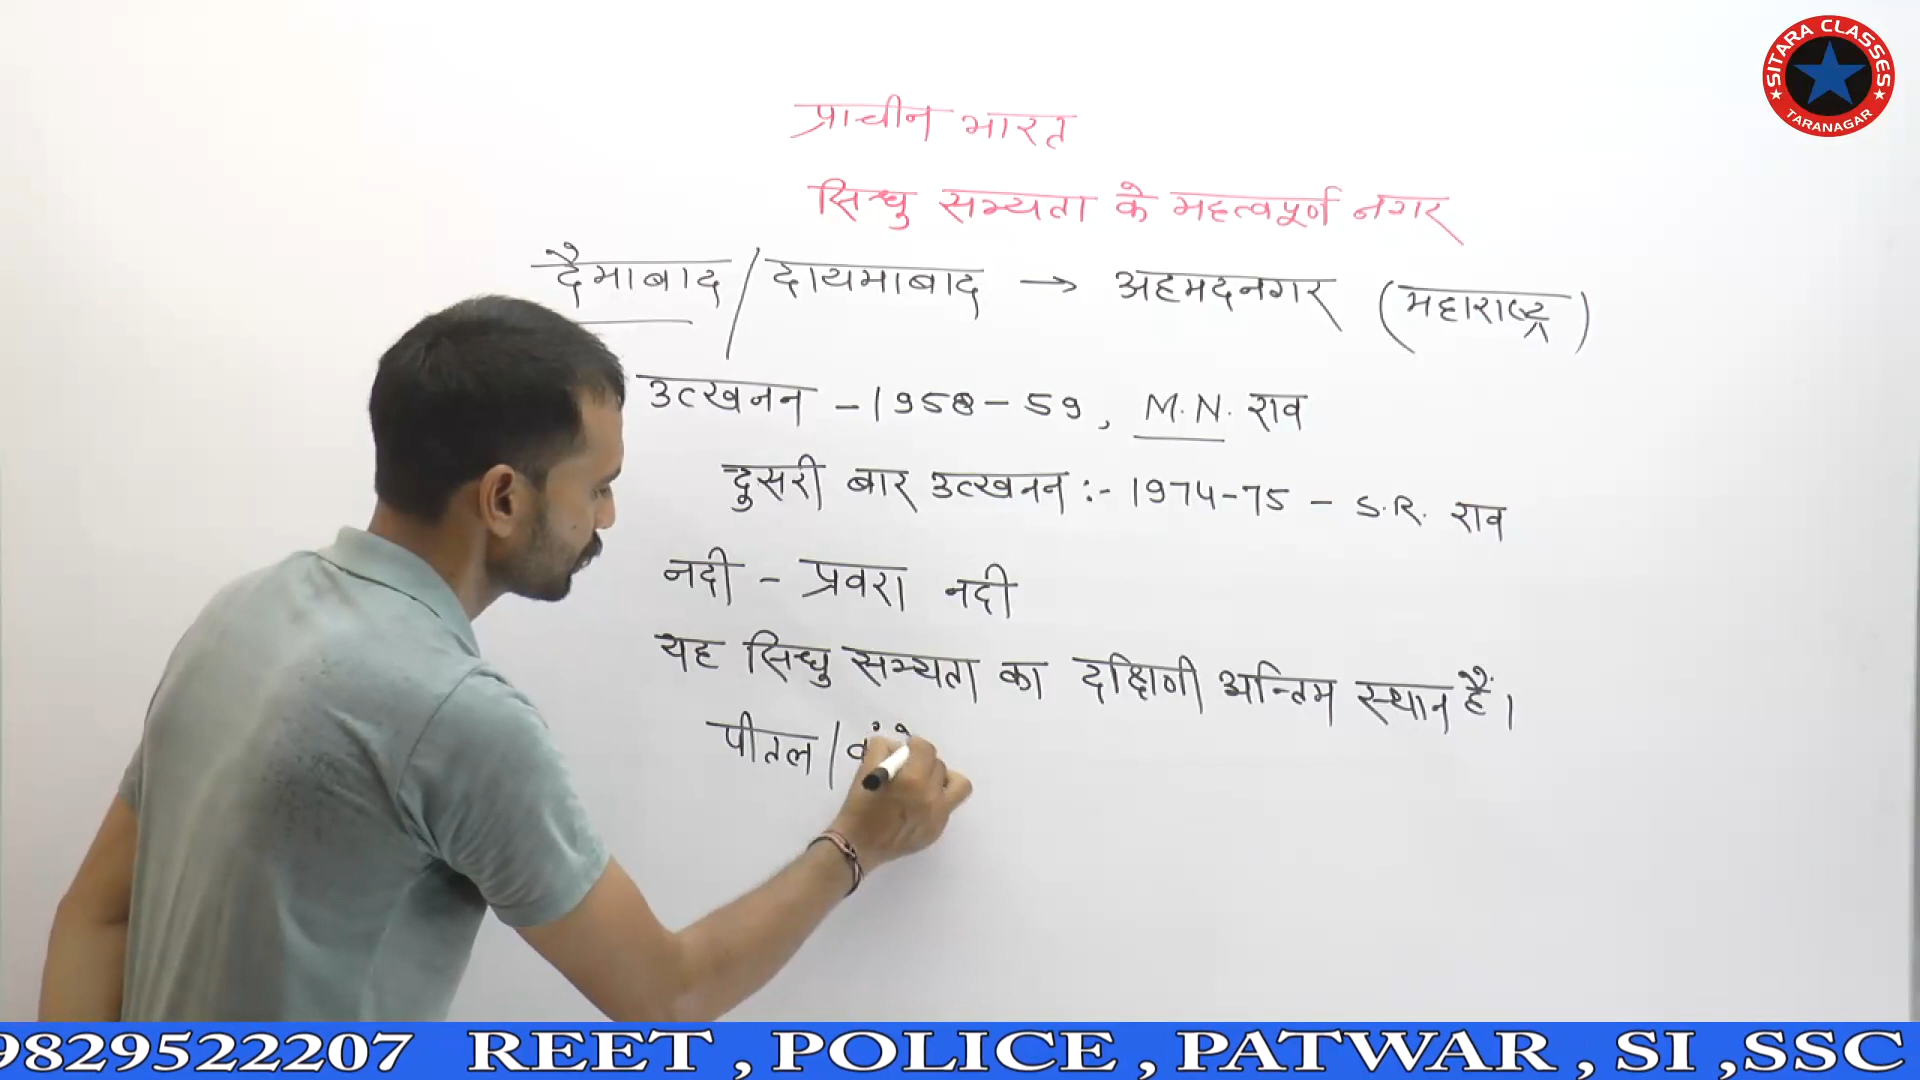 SITARA CLASSES
TARANAGAR
प्राचीन भारत
सिन्धु सभ्यता के महत्वपूर्ण नगर
दैमाबाद / दायमाबाद → अहमदनगर (महाराष्ट्र)
उत्खनन - 1958-59, M.N. राव
दुसरी बार उत्खनन :- 1974-75 - S.R. राव
नदी - प्रवरा नदी
यह सिन्धु सभ्यता का दक्षिणी अन्तिम स्थान हैं।
पीतल /
9829522207 REET , POLICE , PATWAR , SI ,SSC